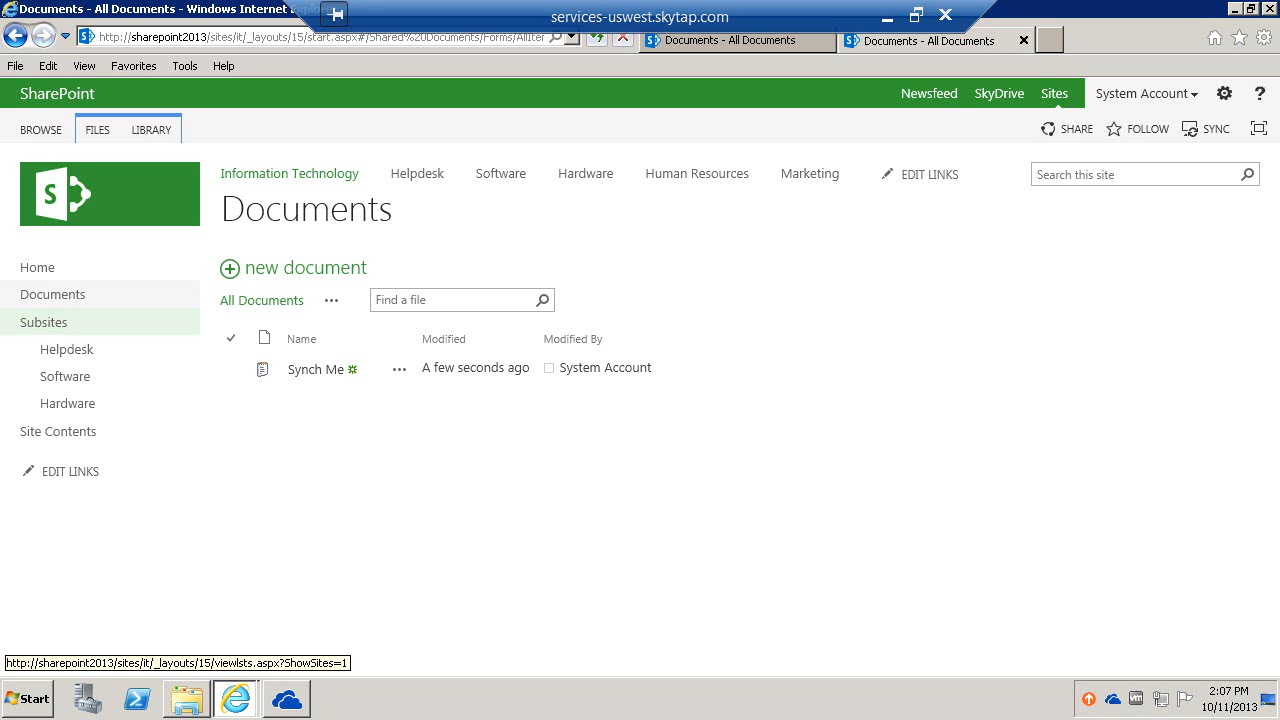 Documents - All Documents - Windows Internet Explorer
services-uswest.skytap.com
http://sharepoint2013/sites/it/_layouts/15/start.aspx#/Shared%20Documents/Forms/AllIter
Documents - All Documents
Documents - All Documents
File Edit View Favorites Tools Help
SharePoint
Newsfeed SkyDrive Sites System Account ?
BROWSE FILES LIBRARY
SHARE FOLLOW SYNC
S
Information Technology Helpdesk Software Hardware Human Resources Marketing EDIT LINKS
Search this site
Documents
Home
Documents
Subsites
Helpdesk
Software
Hardware
Site Contents
EDIT LINKS
new document
All Documents ••• Find a file
Name Modified Modified By
Synch Me ••• A few seconds ago System Account
http://sharepoint2013/sites/it/_layouts/15/viewlsts.aspx?ShowSites=1
Start
2:07 PM
10/11/2013